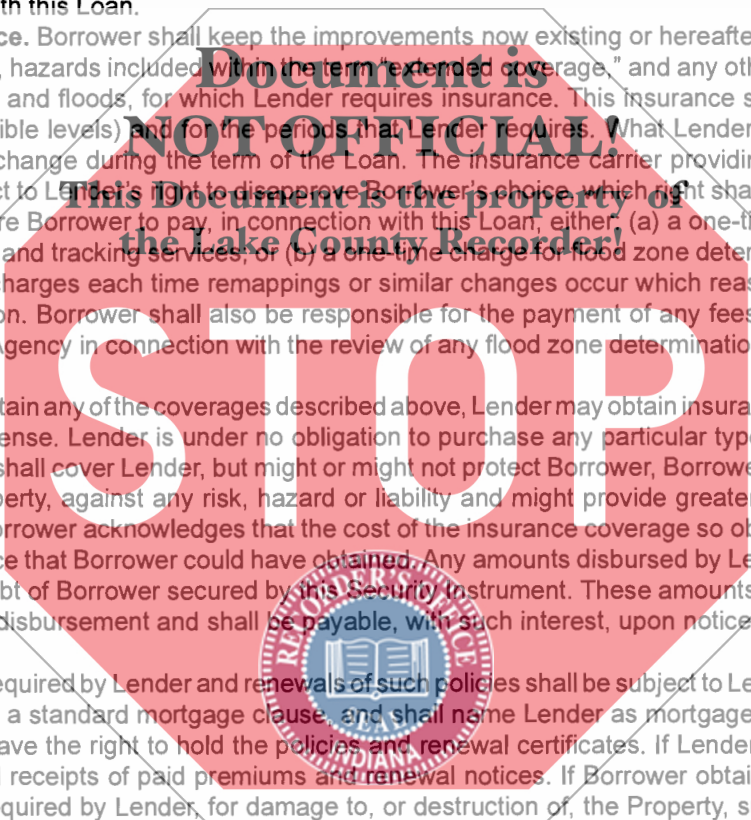 th this Loan.
ce. Borrower shall keep the improvements now existing or hereafte
Document is
, hazards included within the term "extended coverage," and any oth
and floods, for which Lender requires insurance. This insurance s
NOT OFFICIAL!
ible levels) and for the periods that Lender requires. What Lender
change during the term of the Loan. The insurance carrier providin
This Document is the property of
ct to Lender's right to disapprove Borrower's choice, which right sha
re Borrower to pay, in connection with this Loan, either: (a) a one-t
the Lake County Recorder!
and tracking services; or (b) a one-time charge for flood zone deter
charges each time remappings or similar changes occur which reas
on. Borrower shall also be responsible for the payment of any fees
Agency in connection with the review of any flood zone determinatio
STOP
tain any of the coverages described above, Lender may obtain insura
ense. Lender is under no obligation to purchase any particular type
shall cover Lender, but might or might not protect Borrower, Borrowe
perty, against any risk, hazard or liability and might provide greate
orrower acknowledges that the cost of the insurance coverage so ob
ce that Borrower could have obtained. Any amounts disbursed by Le
bt of Borrower secured by this Security Instrument. These amounts
disbursement and shall be payable, with such interest, upon notice
RECORDER'S OFFICE
SEAL
INDIANA
equired by Lender and renewals of such policies shall be subject to Le
a standard mortgage clause, and shall name Lender as mortgage
ave the right to hold the policies and renewal certificates. If Lender
l receipts of paid premiums and renewal notices. If Borrower obtai
equired by Lender, for damage to, or destruction of, the Property, s